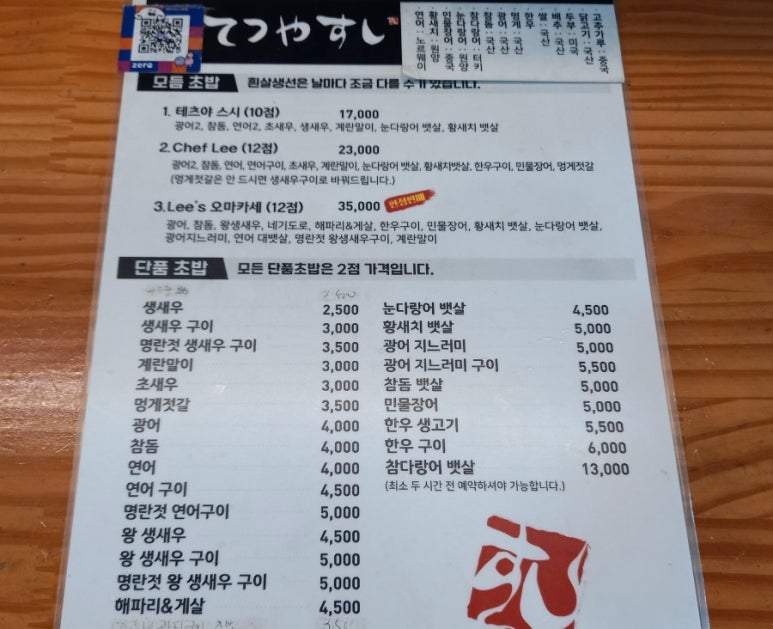 てつやすし
고추가루 : 중국
닭고기 : 국산
두부 : 미국
배추 : 국산
쌀 : 국산
한우 : 국산
멍게 : 국산
광어 : 국산
참돔 : 국산
참다랑어 : 터키
눈다랑어 : 원양
민물장어 : 중국
황새치 : 원양
연어 : 노르웨이
zero
모듬 초밥 흰살생선은 날마다 조금 다를 수가 있습니다.
1. 테츠야 스시 (10점) 17,000
광어2, 참돔, 연어2, 초새우, 생새우, 계란말이, 눈다랑어 뱃살, 황새치 뱃살
2. Chef Lee (12점) 23,000
광어2, 참돔, 연어, 연어구이, 초새우, 계란말이, 눈다랑어 뱃살, 황새치뱃살, 한우구이, 민물장어, 멍게젓갈
(멍게젓갈은 안 드시면 생새우구이로 바꿔드립니다.)
3. Lee's 오마카세 (12점) 35,000 한정판매
광어, 참돔, 왕생새우, 네기도로, 해파리&게살, 한우구이, 민물장어, 황새치 뱃살, 눈다랑어 뱃살,
광어지느러미, 연어 대뱃살, 명란젓 왕생새우구이, 계란말이
단품 초밥 모든 단품초밥은 2점 가격입니다.
생새우 2,500
생새우 구이 3,000
명란젓 생새우 구이 3,500
계란말이 3,000
초새우 3,000
멍게젓갈 3,500
광어 4,000
참돔 4,000
연어 4,000
연어 구이 4,500
명란젓 연어구이 5,000
왕 생새우 4,500
왕 생새우 구이 5,000
명란젓 왕 생새우 구이 5,000
해파리&게살 4,500
눈다랑어 뱃살 4,500
황새치 뱃살 5,000
광어 지느러미 5,000
광어 지느러미 구이 5,500
참돔 뱃살 5,000
민물장어 5,000
한우 생고기 5,500
한우 구이 6,000
참다랑어 뱃살 13,000
(최소 두 시간 전 예약하셔야 가능합니다.)